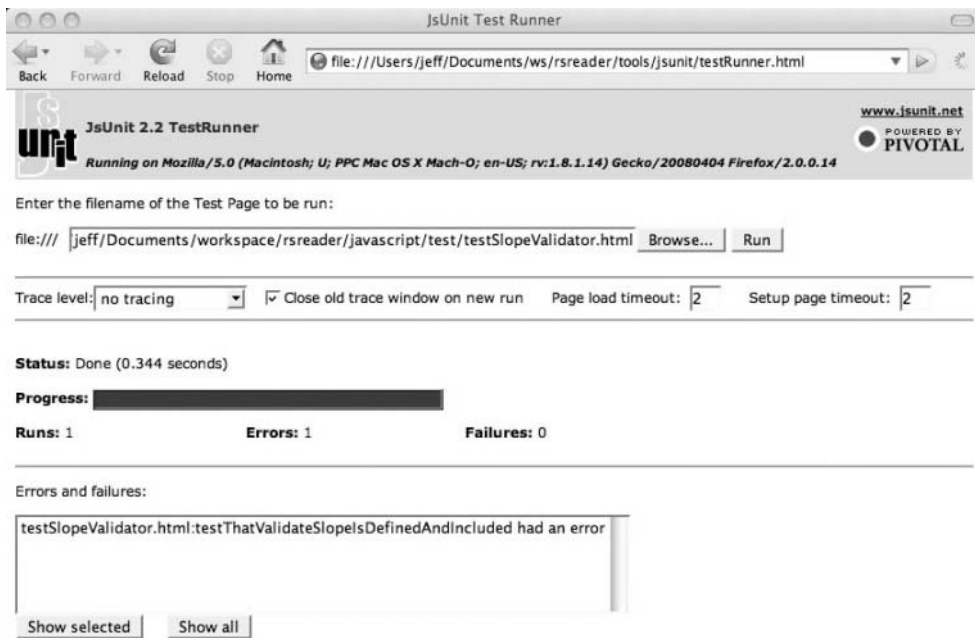 JsUnit Test Runner
Back Forward Reload Stop Home file:///Users/jeff/Documents/ws/rsreader/tools/jsunit/testRunner.html
Js unit JsUnit 2.2 TestRunner www.jsunit.net
POWERED BY
PIVOTAL
Running on Mozilla/5.0 (Macintosh; U; PPC Mac OS X Mach-O; en-US; rv:1.8.1.14) Gecko/20080404 Firefox/2.0.0.14
Enter the filename of the Test Page to be run:
file:/// jeff/Documents/workspace/rsreader/javascript/test/testSlopeValidator.html Browse... Run
Trace level: no tracing Close old trace window on new run Page load timeout: 2 Setup page timeout: 2
Status: Done (0.344 seconds)
Progress:
Runs: 1 Errors: 1 Failures: 0
Errors and failures:
testSlopeValidator.html:testThatValidateSlopeIsDefinedAndIncluded had an error
Show selected Show all